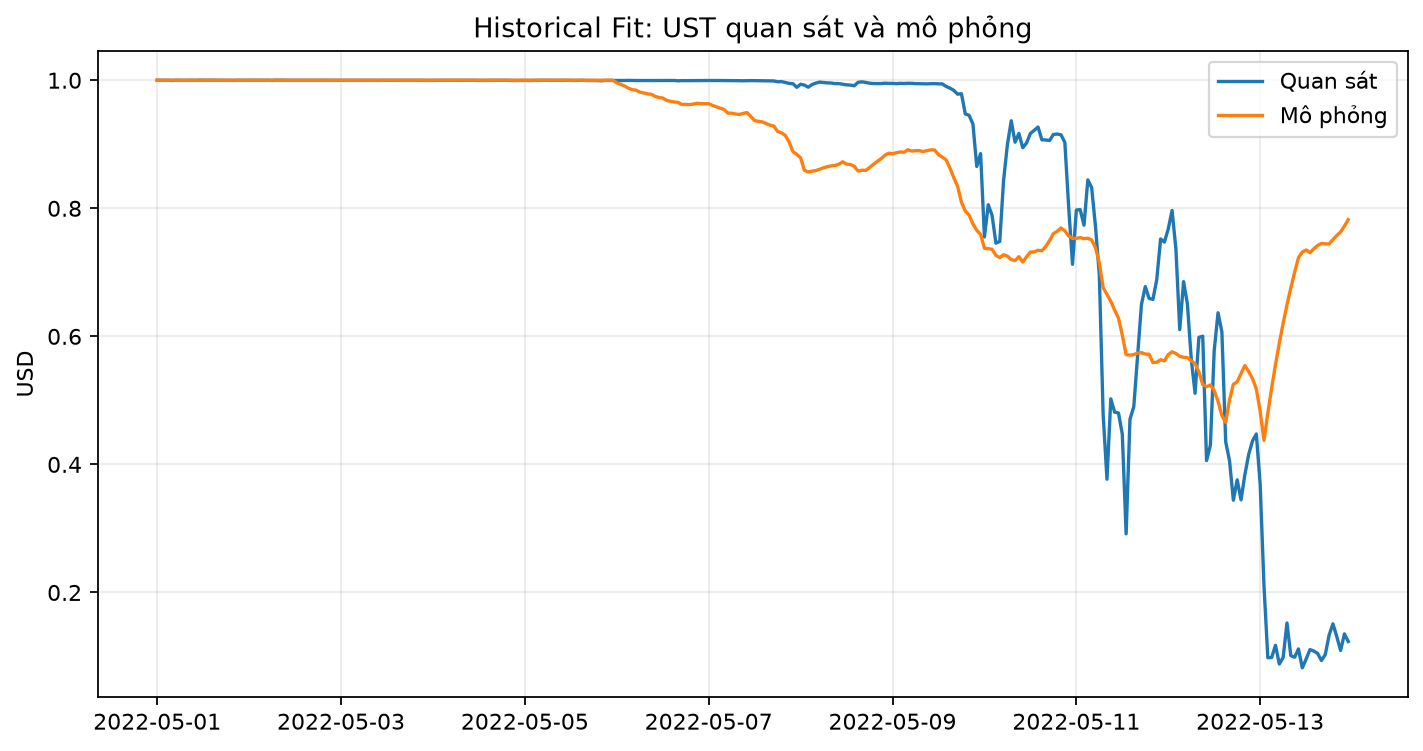 Historical Fit: UST quan sát và mô phỏng
Quan sát
Mô phỏng
1.0
0.8
0.6
0.4
0.2
USD
2022-05-01 2022-05-03 2022-05-05 2022-05-07 2022-05-09 2022-05-11 2022-05-13